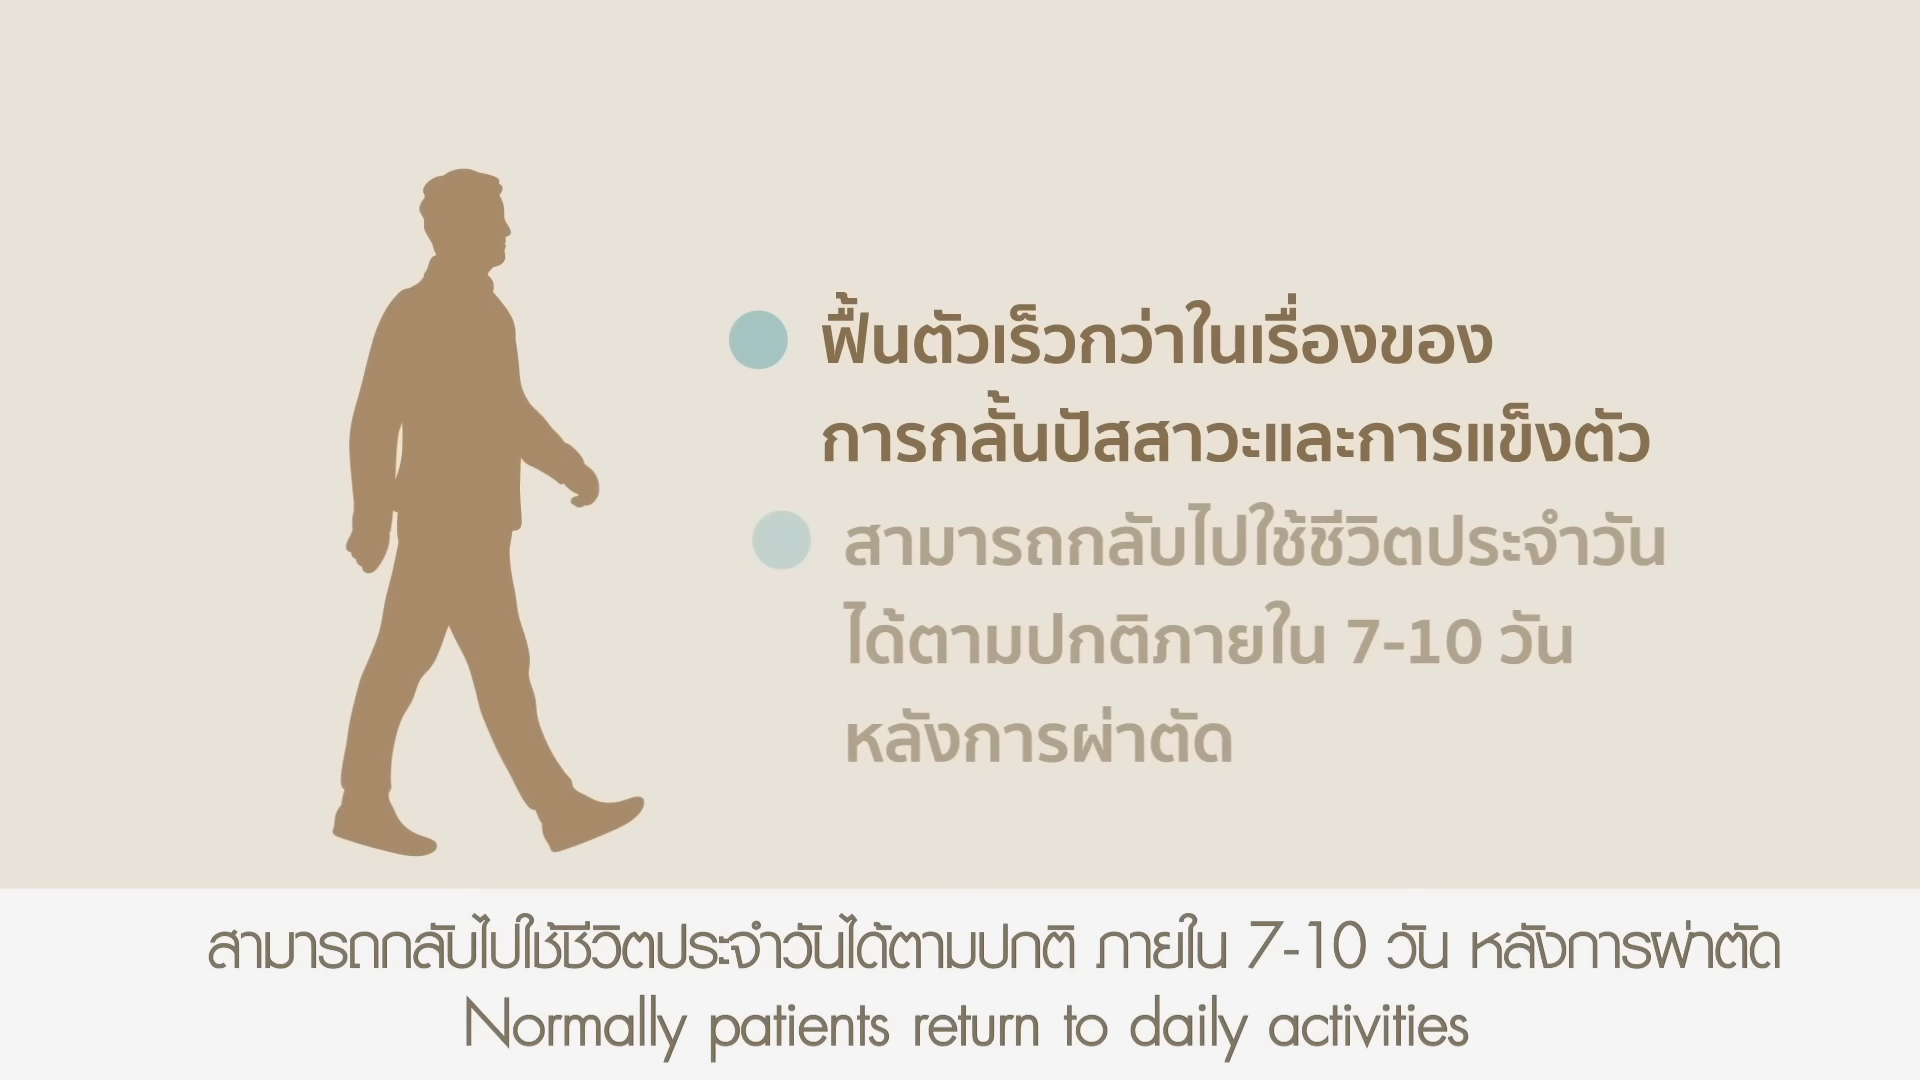 ฟื้นตัวเร็วกว่าในเรื่องของ
การกลั้นปัสสาวะและการแข็งตัว
สามารถกลับไปใช้ชีวิตประจำวัน
ได้ตามปกติภายใน 7-10 วัน
หลังการผ่าตัด
สามารถกลับไปใช้ชีวิตประจำวันได้ตามปกติ ภายใน 7-10 วัน หลังการผ่าตัด
Normally patients return to daily activities